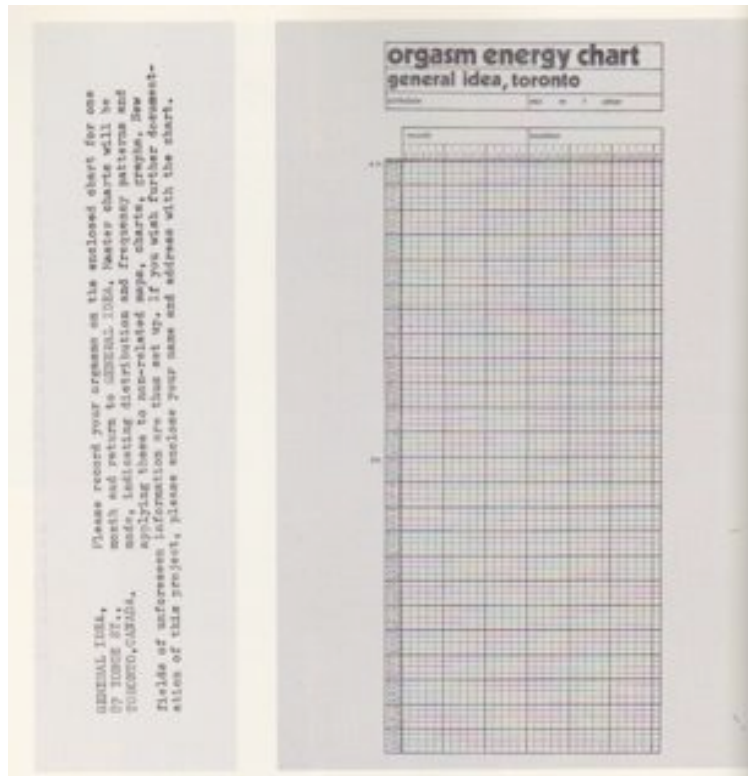 orgasm energy chart
general idea, toronto
month
location
GENERAL IDEA,
87 YONGE ST.,
TORONTO, CANADA.
Please record your orgasms on the enclosed chart for one
month and return to GENERAL IDEA. Master charts will be
made, indicating distribution and frequency patterns and
applying these to non-related maps, charts, graphs. New
fields of unforeseen information are thus set up. If you wish further document-
ation of this project, please enclose your name and address with the chart.